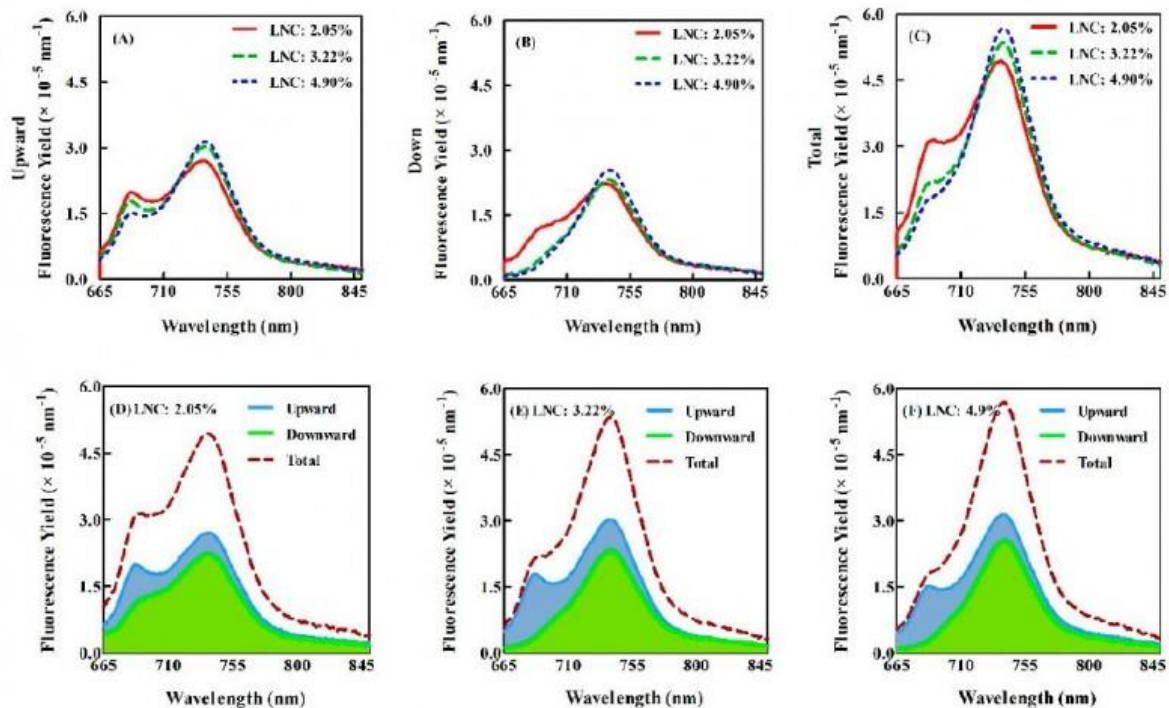 (A)
LNC: 2.05%
LNC: 3.22%
LNC: 4.90%
Upward
Fluorescence Yield (× 10⁻⁵ nm⁻¹)
6.0
4.5
3.0
1.5
0.0
665 710 755 800 845
Wavelength (nm)
(B)
LNC: 2.05%
LNC: 3.22%
LNC: 4.90%
Down
Fluorescence Yield (× 10⁻⁵ nm⁻¹)
6.0
4.5
3.0
1.5
0.0
665 710 755 800 845
Wavelength (nm)
(C)
LNC: 2.05%
LNC: 3.22%
LNC: 4.90%
Total
Fluorescence Yield (× 10⁻⁵ nm⁻¹)
6.0
4.5
3.0
1.5
0.0
665 710 755 800 845
Wavelength (nm)
(D) LNC: 2.05%
Upward
Downward
Total
Fluorescence Yield (× 10⁻⁵ nm⁻¹)
6.0
4.5
3.0
1.5
0.0
665 710 755 800 845
Wavelength (nm)
(E) LNC: 3.22%
Upward
Downward
Total
Fluorescence Yield (× 10⁻⁵ nm⁻¹)
6.0
4.5
3.0
1.5
0.0
665 710 755 800 845
Wavelength (nm)
(F) LNC: 4.9%
Upward
Downward
Total
Fluorescence Yield (× 10⁻⁵ nm⁻¹)
6.0
4.5
3.0
1.5
0.0
665 710 755 800 845
Wavelength (nm)